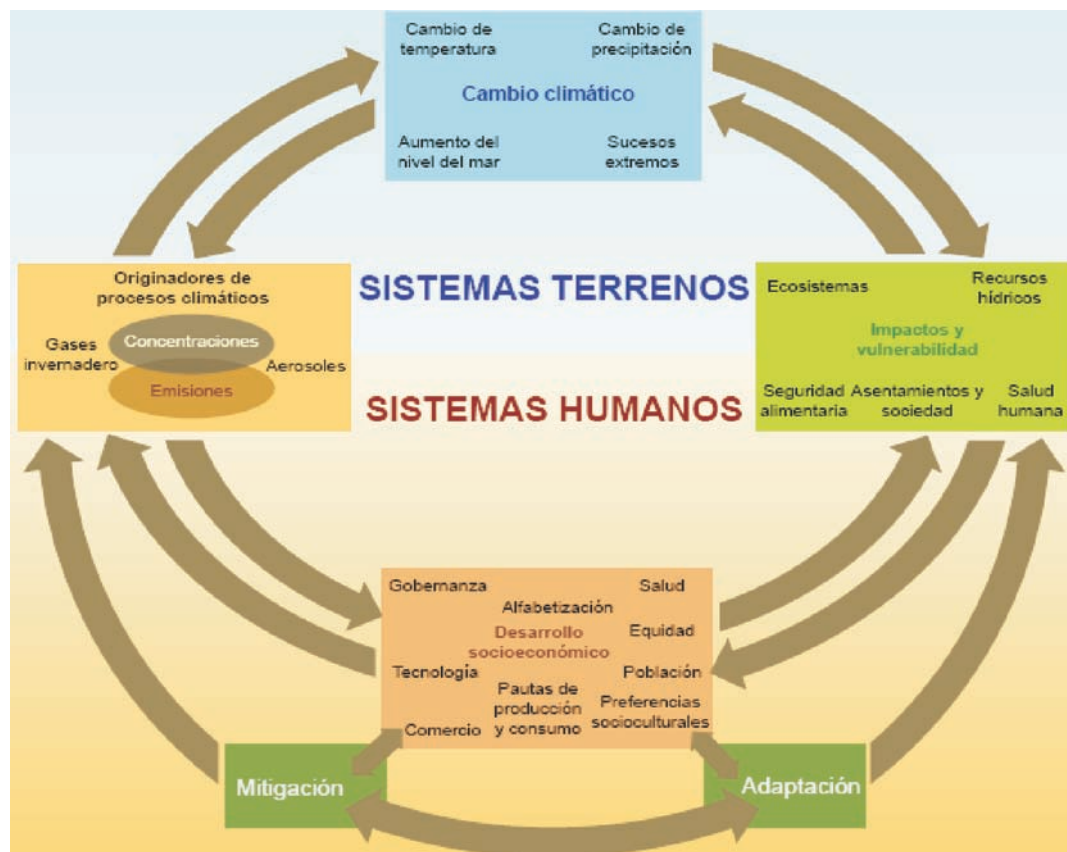 Cambio de
temperatura
Cambio de
precipitación
Cambio climático
Aumento del
nivel del mar
Sucesos
extremos
Originadores de
procesos climáticos
Gases
invernadero
Concentraciones
Aerosoles
Emisiones
SISTEMAS TERRENOS
SISTEMAS HUMANOS
Ecosistemas
Recursos
hídricos
Impactos y
vulnerabilidad
Seguridad
alimentaria
Asentamientos y
sociedad
Salud
humana
Gobernanza
Salud
Alfabetización
Desarrollo
socioeconómico
Equidad
Tecnología
Población
Pautas de
producción
y consumo
Preferencias
socioculturales
Comercio
Mitigación
Adaptación